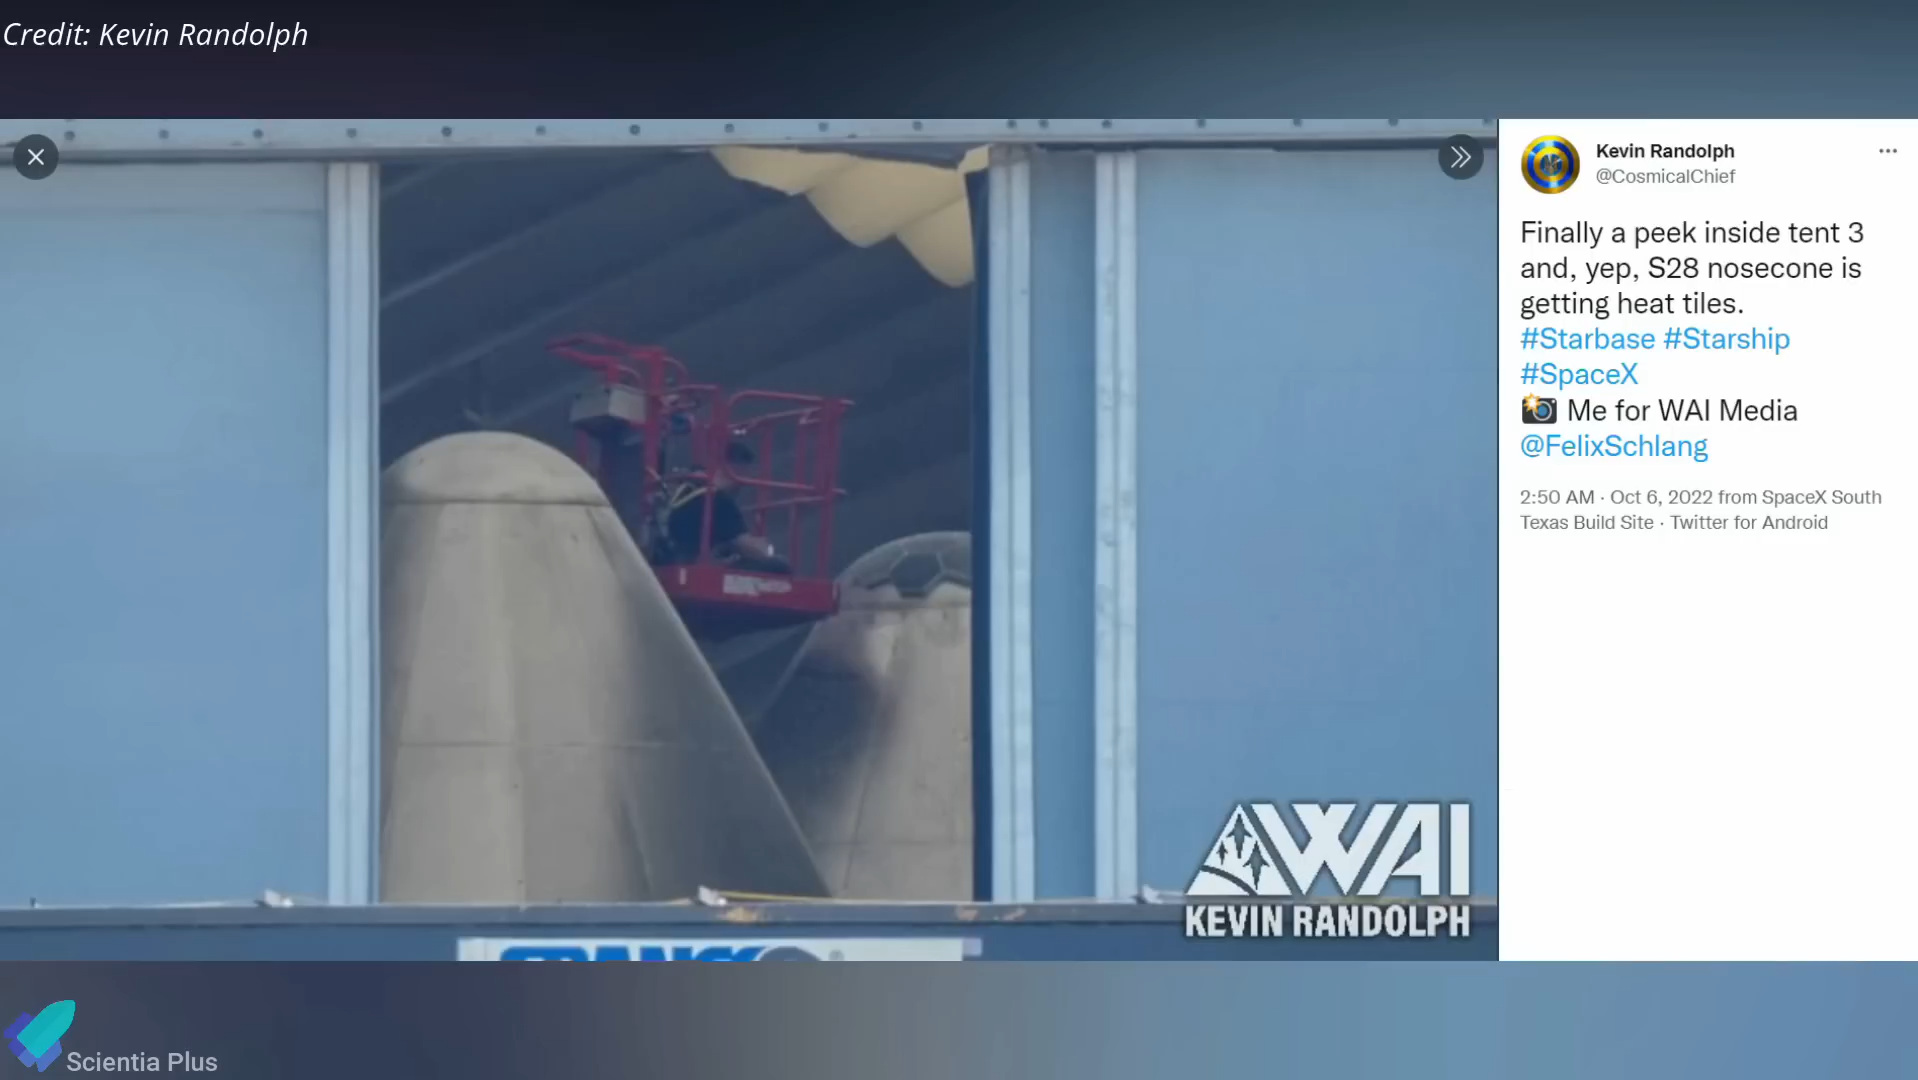 Credit: Kevin Randolph
Kevin Randolph
@CosmicalChief
Finally a peek inside tent 3
and, yep, S28 nosecone is
getting heat tiles.
#Starbase #Starship
#SpaceX
📸 Me for WAI Media
@FelixSchlang
2:50 AM · Oct 6, 2022 from SpaceX South
Texas Build Site · Twitter for Android
WAI
KEVIN RANDOLPH
Scientia Plus